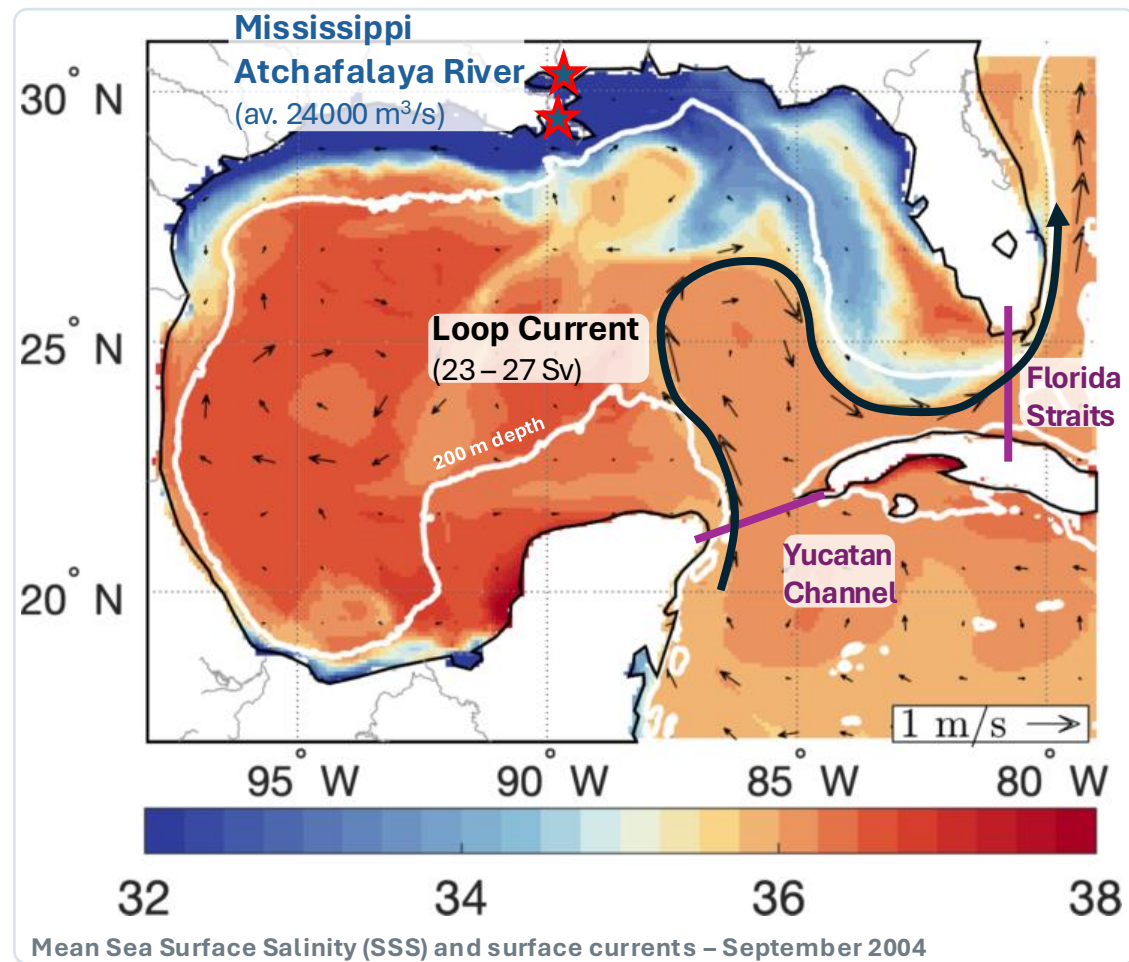 Mississippi
Atchafalaya River
(av. 24000 m³/s)
30° N
25° N
20° N
Loop Current
(23 – 27 Sv)
200 m depth
Florida
Straits
Yucatan
Channel
1 m/s
95° W
90° W
85° W
80° W
32
34
36
38
Mean Sea Surface Salinity (SSS) and surface currents – September 2004